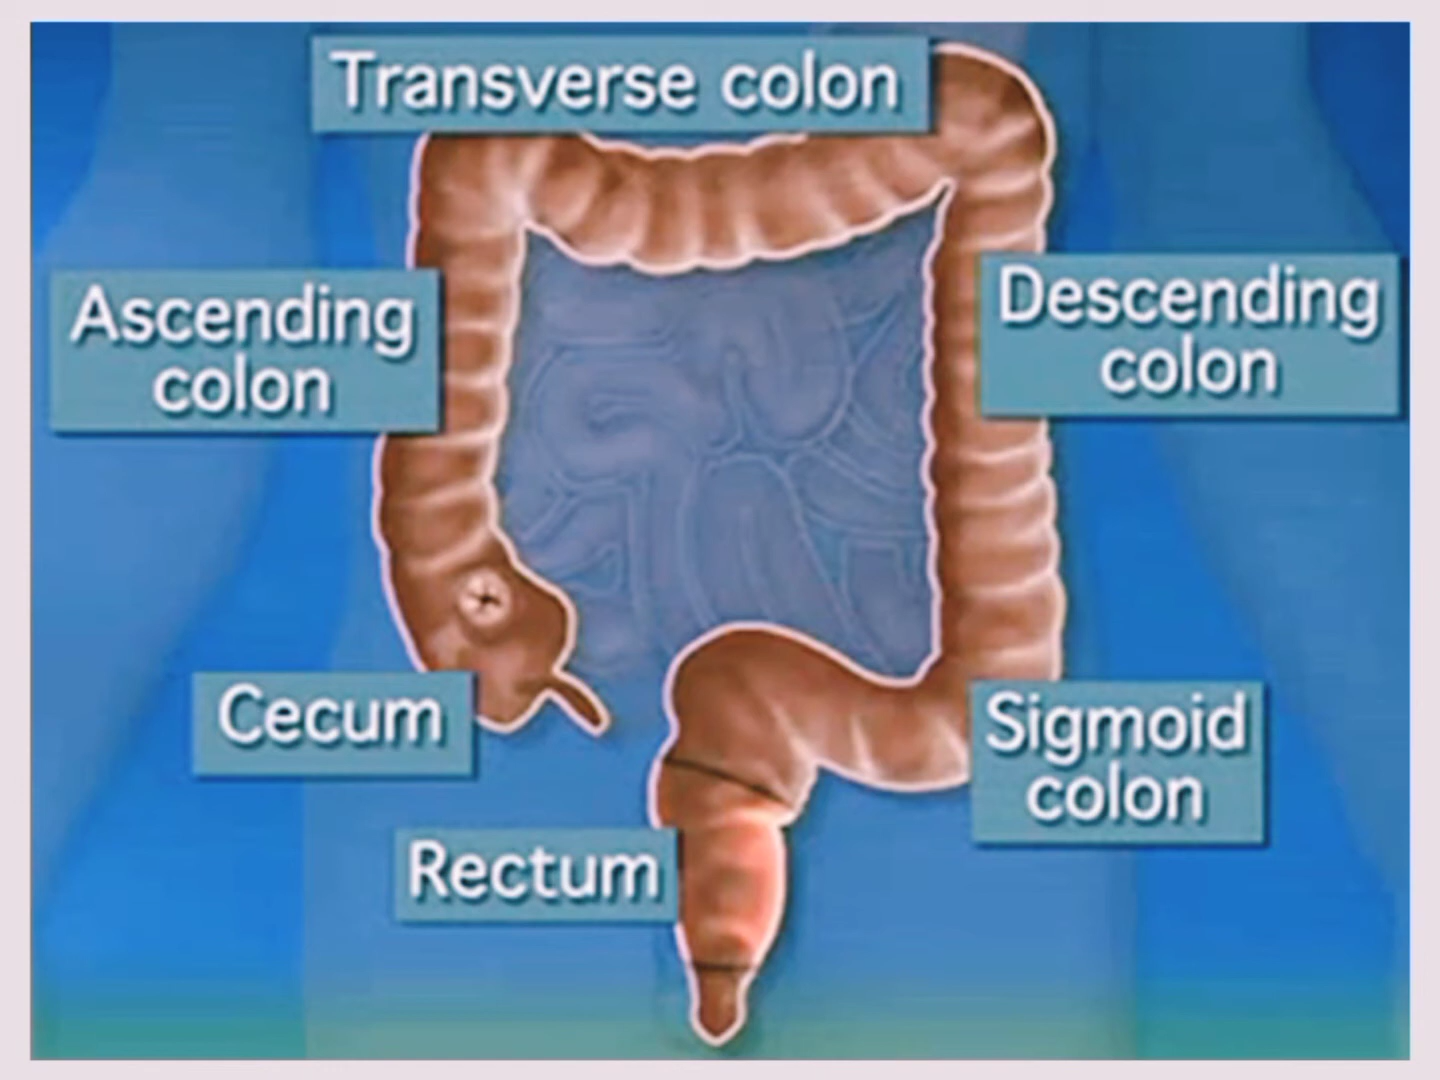 Transverse colon
Ascending
colon
Descending
colon
Cecum
Sigmoid
colon
Rectum